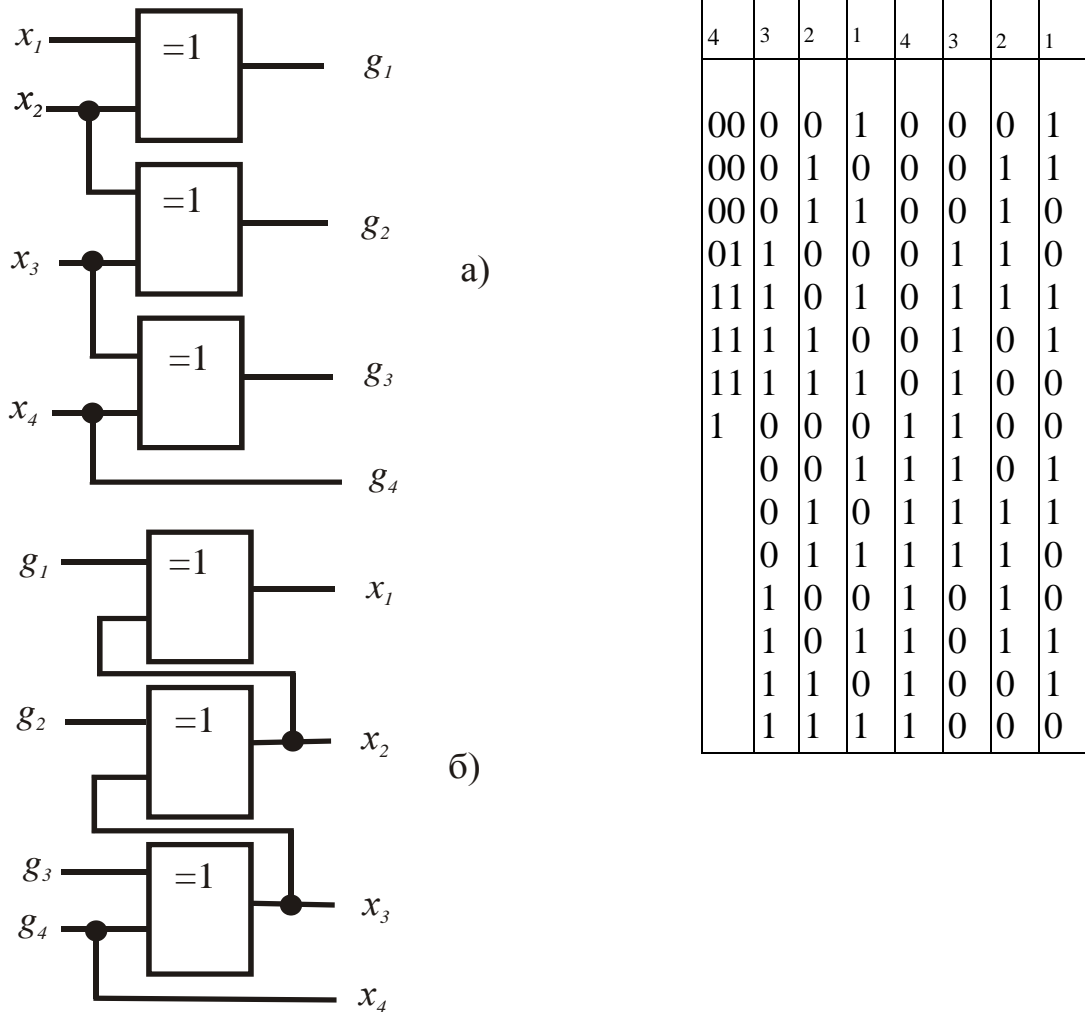 x1
=1
g1
x2
=1
g2
x3
а)
=1
g3
x4
g4
g1
=1
x1
g2
=1
x2
б)
g3
=1
x3
g4
x4
4 3 2 1 4 3 2 1
00 0 0 1 0 0 0 1
00 0 1 0 0 0 1 1
00 0 1 1 0 0 1 0
01 1 0 0 0 1 1 0
11 1 0 1 0 1 1 1
11 1 1 0 0 1 0 1
11 1 1 1 0 1 0 0
1 0 0 0 1 1 0 0
0 0 1 1 1 0 1
0 1 0 1 1 1 1
0 1 1 1 1 1 0
1 0 0 1 0 1 0
1 0 1 1 0 1 1
1 1 0 1 0 0 1
1 1 1 1 0 0 0